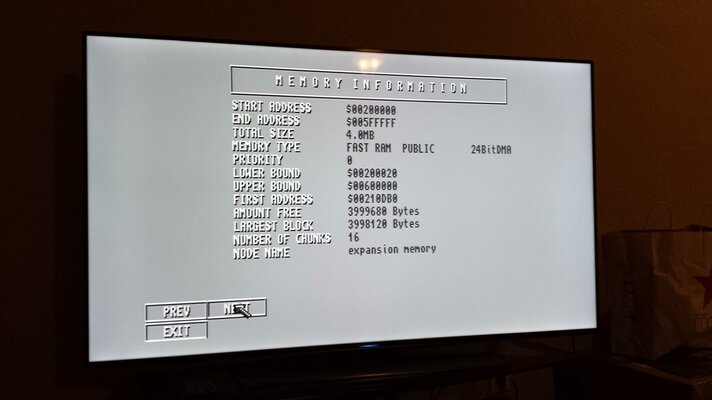 MEMORY INFORMATION
START ADDRESS $00200000
END ADDRESS $005FFFFF
TOTAL SIZE 4.0MB
MEMORY TYPE FAST RAM PUBLIC 24BitDMA
PRIORITY 0
LOWER BOUND $00200020
UPPER BOUND $00600000
FIRST ADDRESS $00210DB0
AMOUNT FREE 3999680 Bytes
LARGEST BLOCK 3998120 Bytes
NUMBER OF CHUNKS 16
NODE NAME expansion memory
PREV NEXT
EXIT